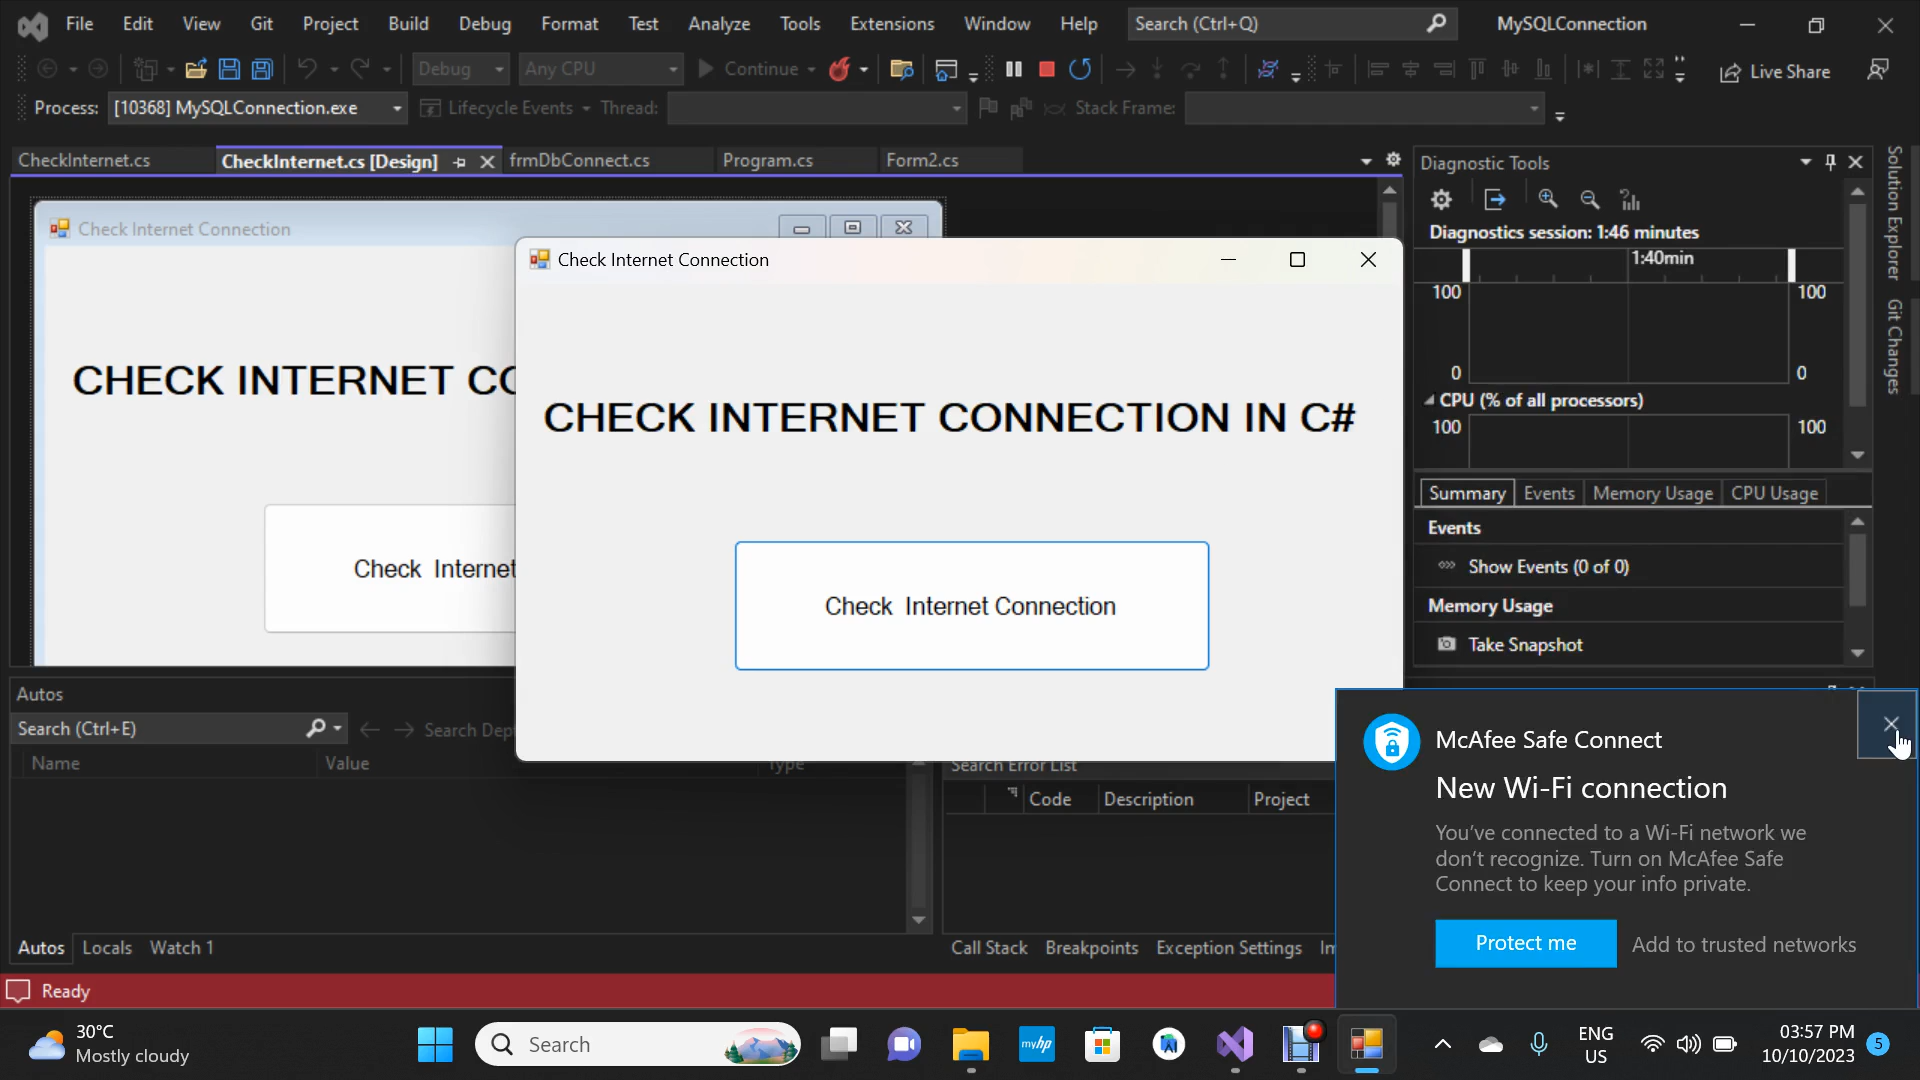 File Edit View Git Project Build Debug Format Test Analyze Tools Extensions Window Help Search (Ctrl+Q) MySQLConnection
Debug Any CPU Continue Live Share
Process: [10368] MySQLConnection.exe Lifecycle Events Thread: Stack Frame:
CheckInternet.cs CheckInternet.cs [Design] frmDbConnect.cs Program.cs Form2.cs
Check Internet Connection
CHECK INTERNET CO
Check Internet
Check Internet Connection
CHECK INTERNET CONNECTION IN C#
Check Internet Connection
Diagnostic Tools
Diagnostics session: 1:46 minutes
1:40min
100 100
0 0
CPU (% of all processors)
100 100
Summary Events Memory Usage CPU Usage
Events
Show Events (0 of 0)
Memory Usage
Take Snapshot
Solution Explorer
Git Changes
Autos
Search (Ctrl+E) Search Dep
Name Value Type
Autos Locals Watch 1
Search Error List
Code Description Project
Call Stack Breakpoints Exception Settings Im
McAfee Safe Connect
New Wi-Fi connection
You've connected to a Wi-Fi network we
don't recognize. Turn on McAfee Safe
Connect to keep your info private.
Protect me Add to trusted networks
Ready
30°C
Mostly cloudy
Search
myhp
ENG
US
03:57 PM
10/10/2023
5